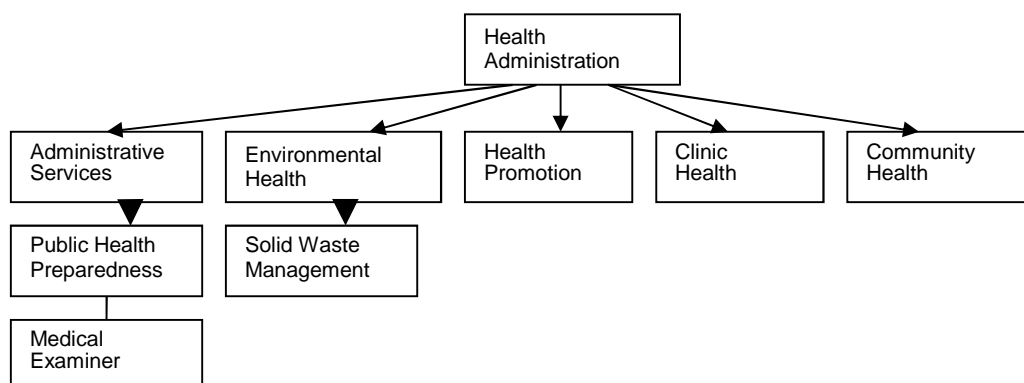 Health
Administration
Administrative
Services
Environmental
Health
Health
Promotion
Clinic
Health
Community
Health
Public Health
Preparedness
Solid Waste
Management
Medical
Examiner